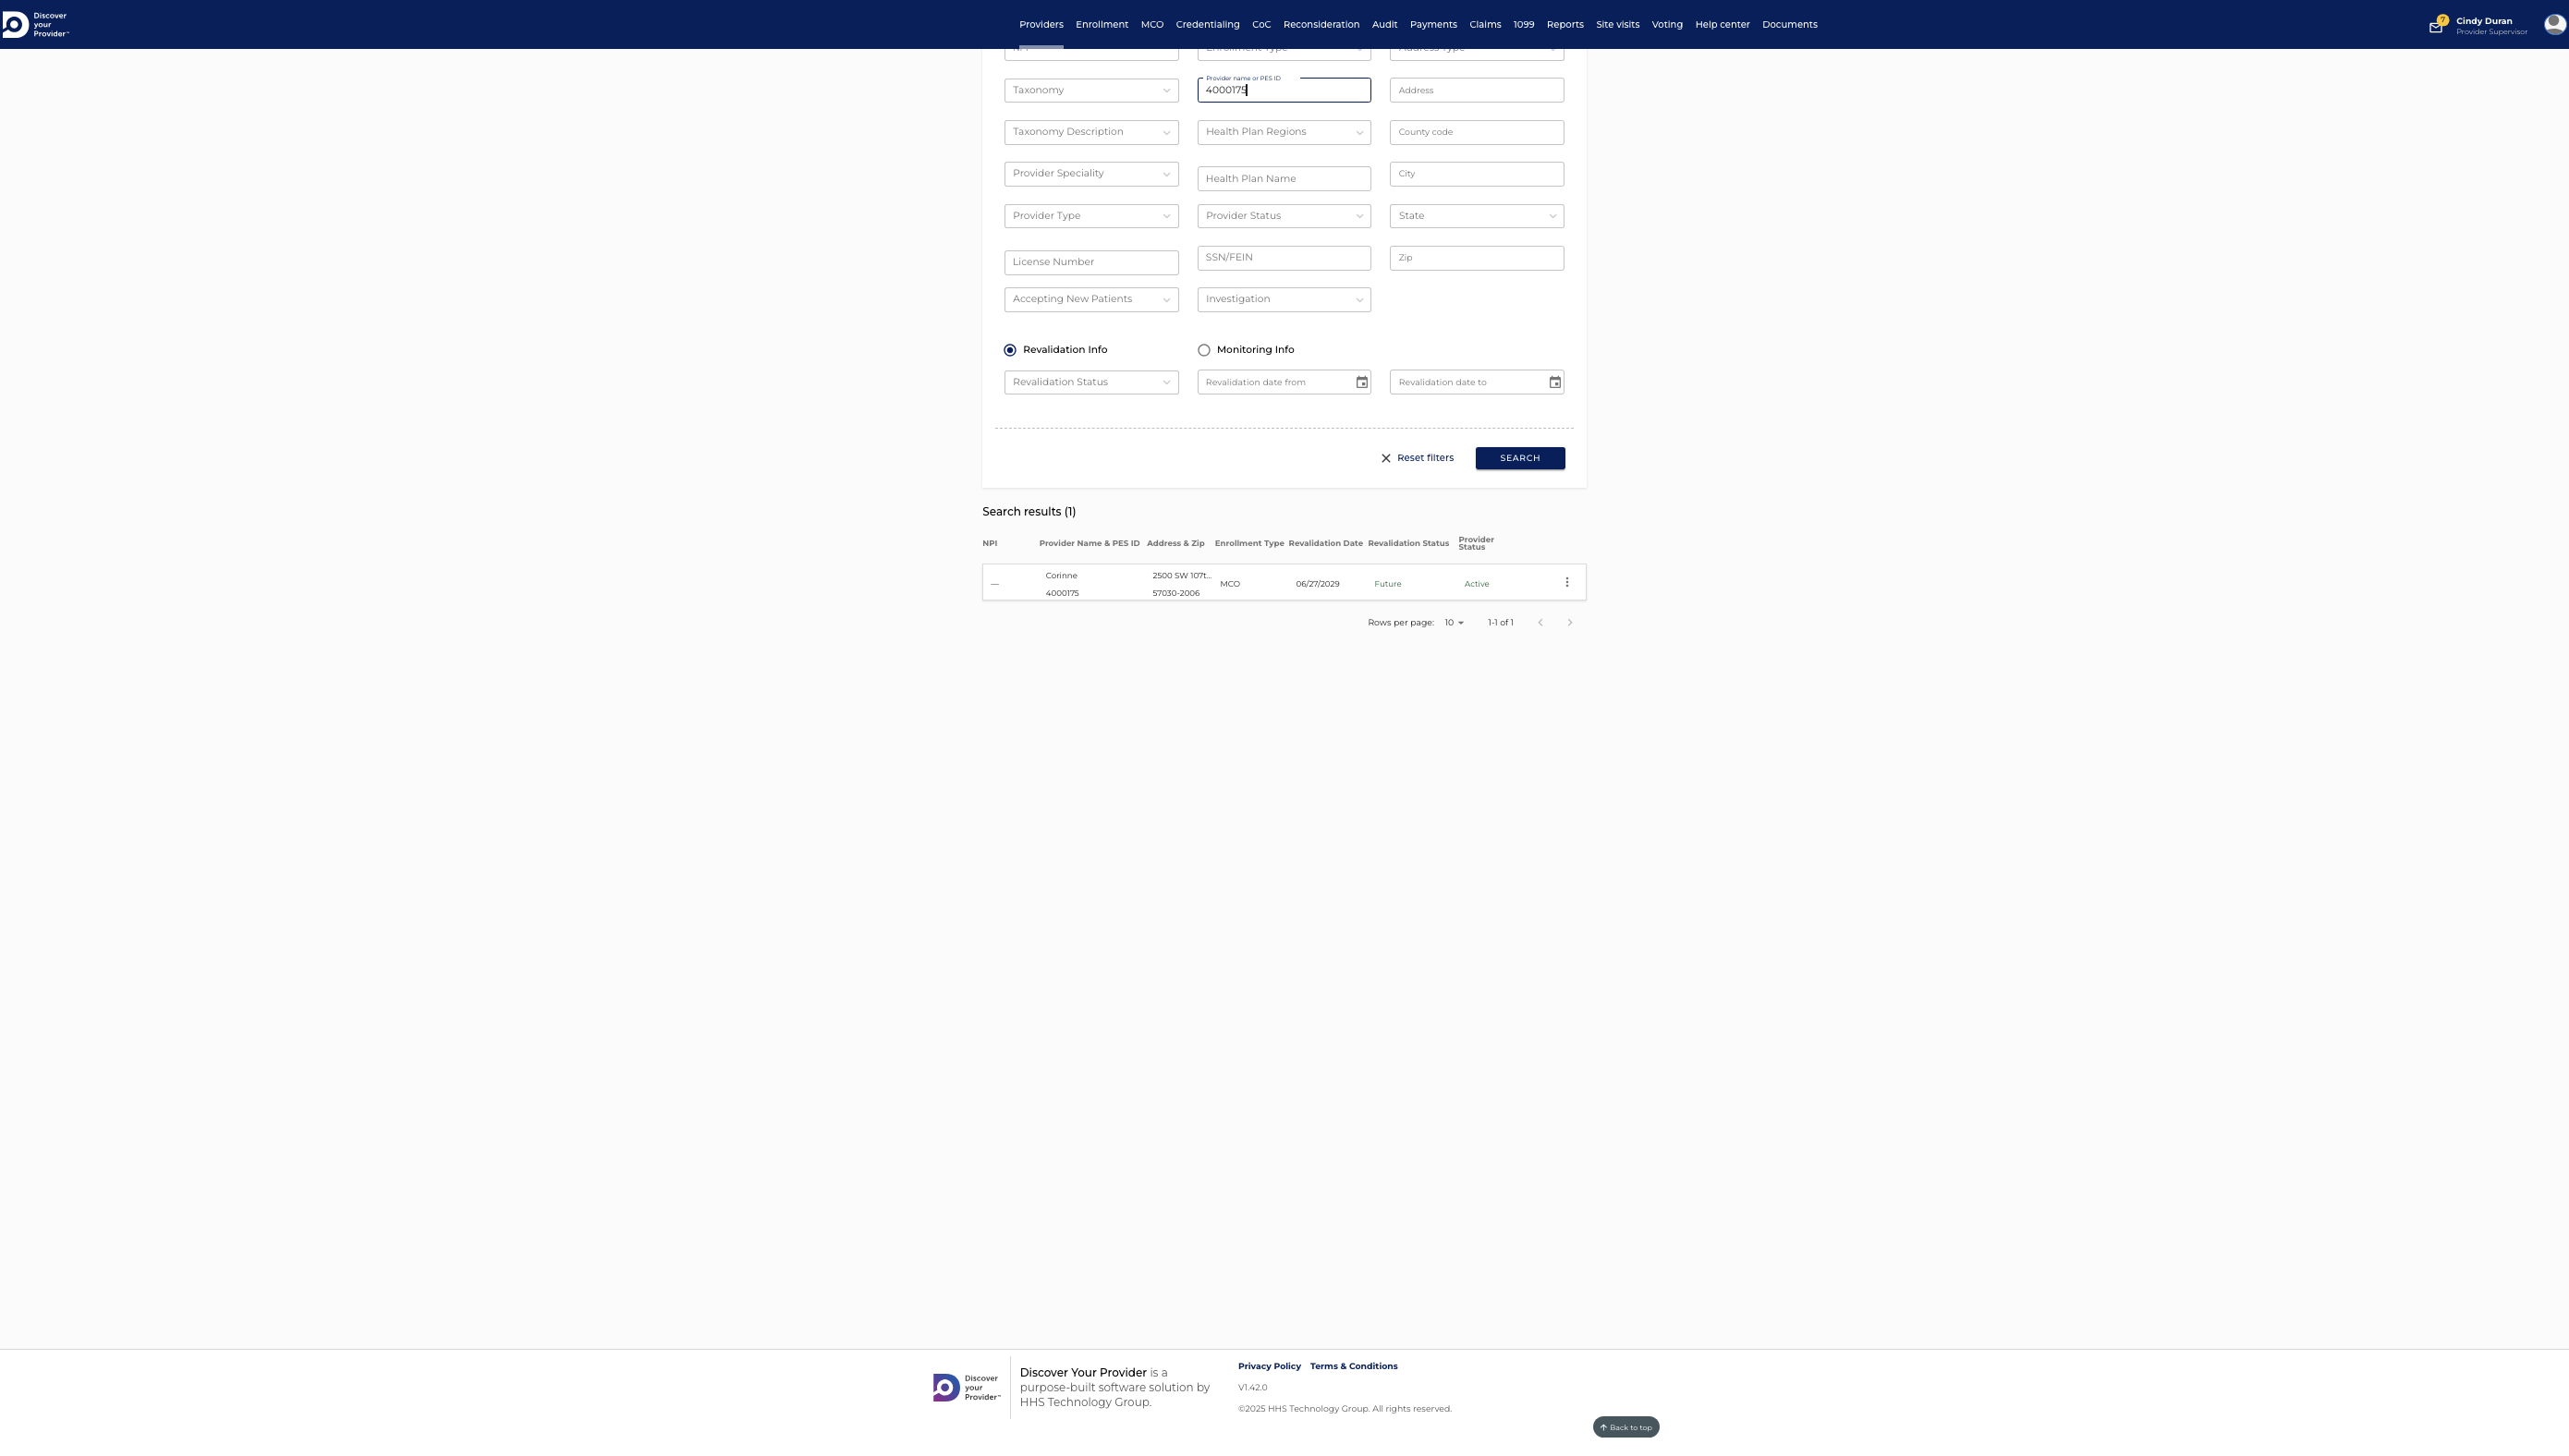 Discover
your
Provider™
Providers Enrollment MCO Credentialing CoC Reconsideration Audit Payments Claims 1099 Reports Site visits Voting Help center Documents
7
Cindy Duran
Provider Supervisor
Enrollment Type
Address Type
Provider name or PES ID
Taxonomy
4000175
Address
Taxonomy Description
Health Plan Regions
County code
Provider Speciality
Health Plan Name
City
Provider Type
Provider Status
State
License Number
SSN/FEIN
Zip
Accepting New Patients
Investigation
Revalidation Info
Monitoring Info
Revalidation Status
Revalidation date from
Revalidation date to
Reset filters
SEARCH
Search results (1)
NPI Provider Name & PES ID Address & Zip Enrollment Type Revalidation Date Revalidation Status Provider Status
— Corinne 2500 SW 107t... MCO 06/27/2029 Future Active
4000175 57030-2006
Rows per page: 10 1-1 of 1
Discover
your
Provider™
Discover Your Provider is a
purpose-built software solution by
HHS Technology Group.
Privacy Policy Terms & Conditions
V1.42.0
©2025 HHS Technology Group. All rights reserved.
Back to top